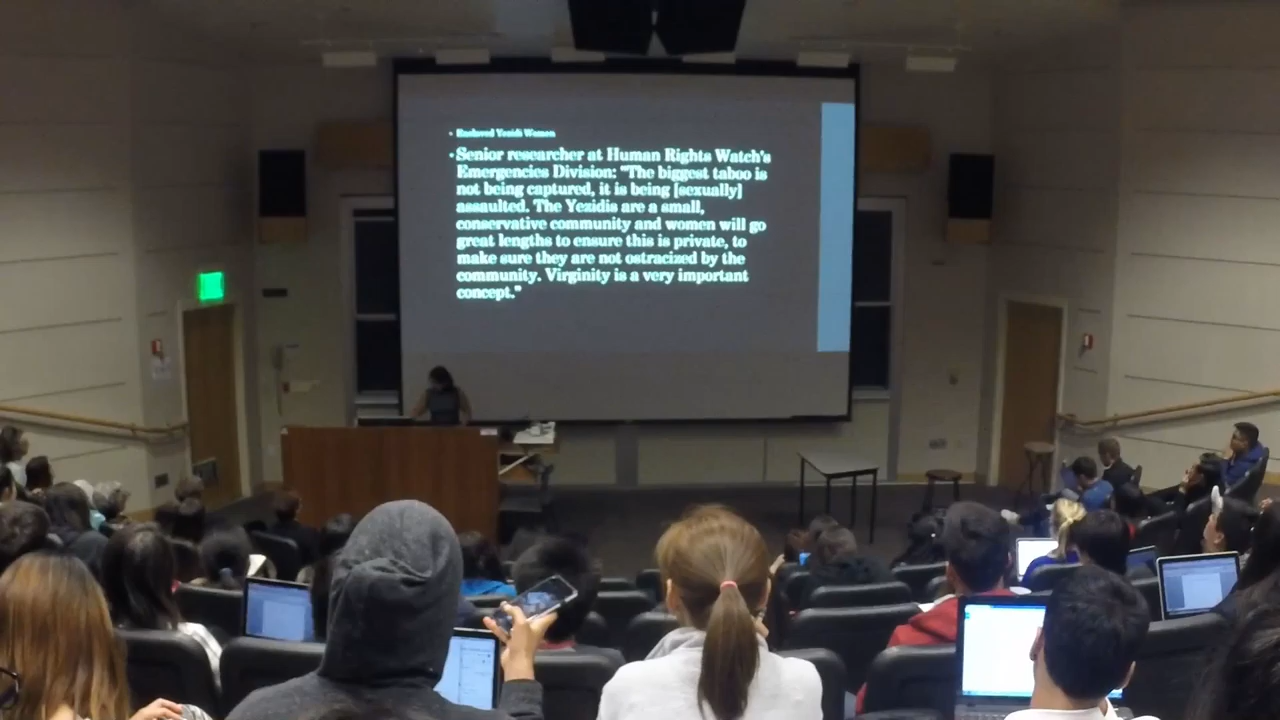 • Enslaved Yezidi Women
• Senior researcher at Human Rights Watch's
Emergencies Division: "The biggest taboo is
not being captured, it is being [sexually]
assaulted. The Yezidis are a small,
conservative community and women will go
great lengths to ensure this is private, to
make sure they are not ostracized by the
community. Virginity is a very important
concept."